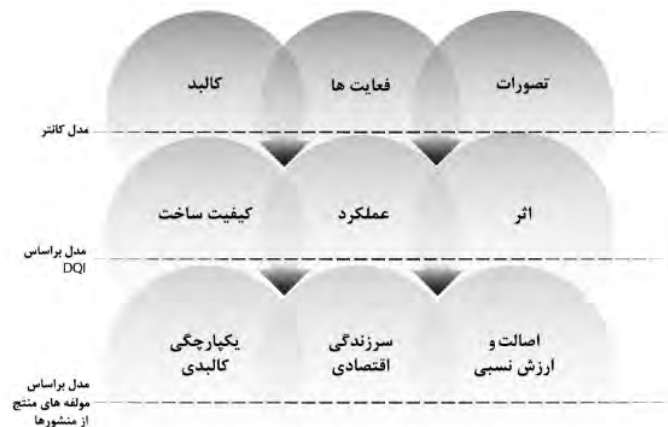 تصورات
فعایت ها
کالبد
مدل کانتر
اثر
عملکرد
کیفیت ساخت
مدل براساس
DQI
اصالت و
ارزش نسبی
سرزندگی
اقتصادی
یکپارچگی
کالبدی
مدل براساس
مولفه های منتج
از منشورها